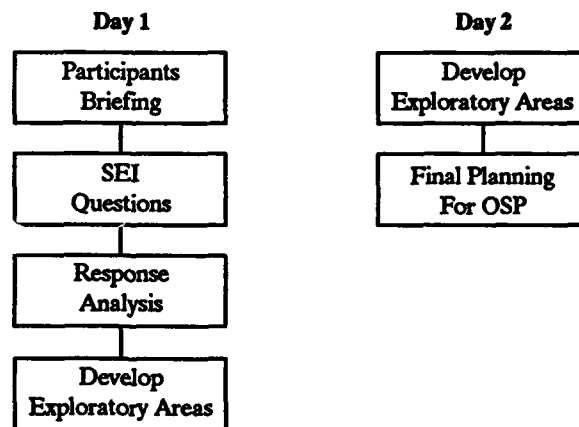 Day 1
Participants
Briefing
SEI
Questions
Response
Analysis
Develop
Exploratory Areas
Day 2
Develop
Exploratory Areas
Final Planning
For OSP